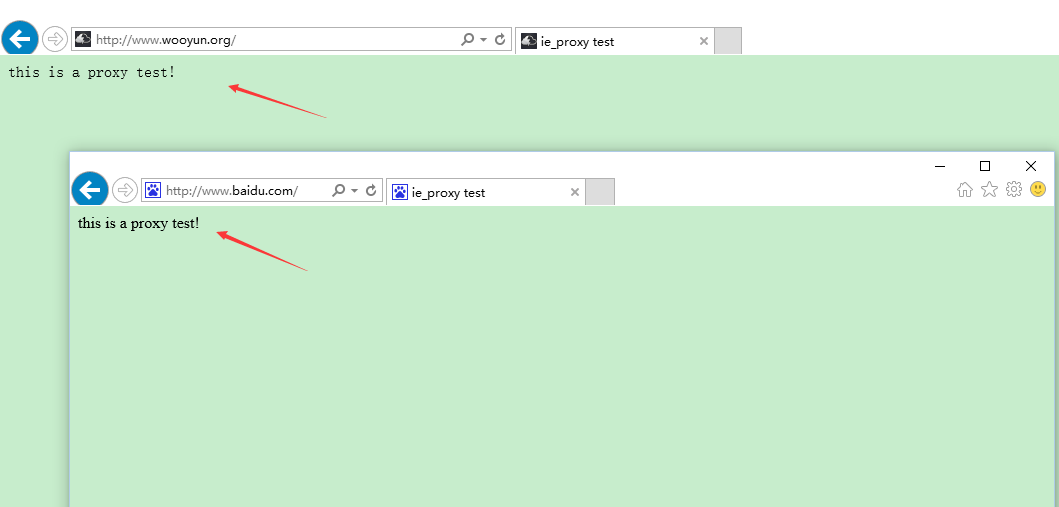 http://www.wooyun.org/
ie_proxy test
this is a proxy test!
http://www.baidu.com/
ie_proxy test
this is a proxy test!